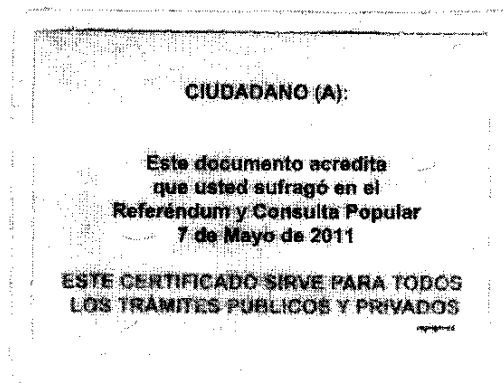 CIUDADANO (A):
Este documento acredita
que usted sufragó en el
Referéndum y Consulta Popular
7 de Mayo de 2011
ESTE CERTIFICADO SIRVE PARA TODOS
LOS TRÁMITES PÚBLICOS Y PRIVADOS